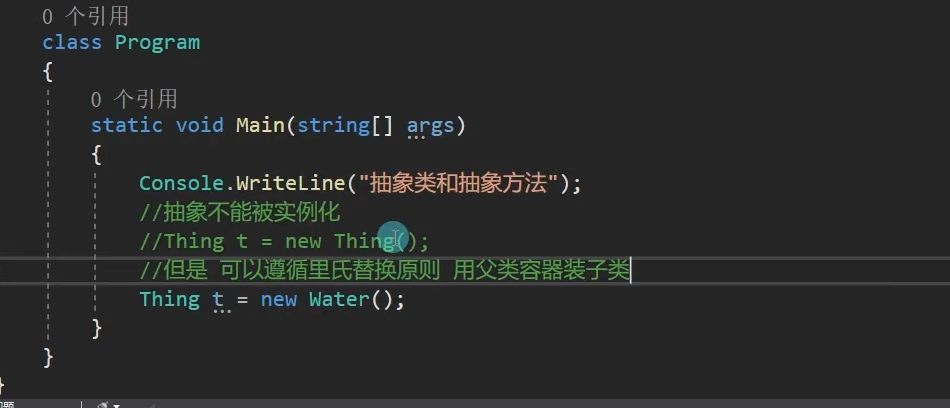 0 个引用
class Program
{
0 个引用
static void Main(string[] args)
{
Console.WriteLine("抽象类和抽象方法");
//抽象不能被实例化
//Thing t = new Thing();
//但是 可以遵循里氏替换原则 用父类容器装子类
Thing t = new Water();
}
}
}